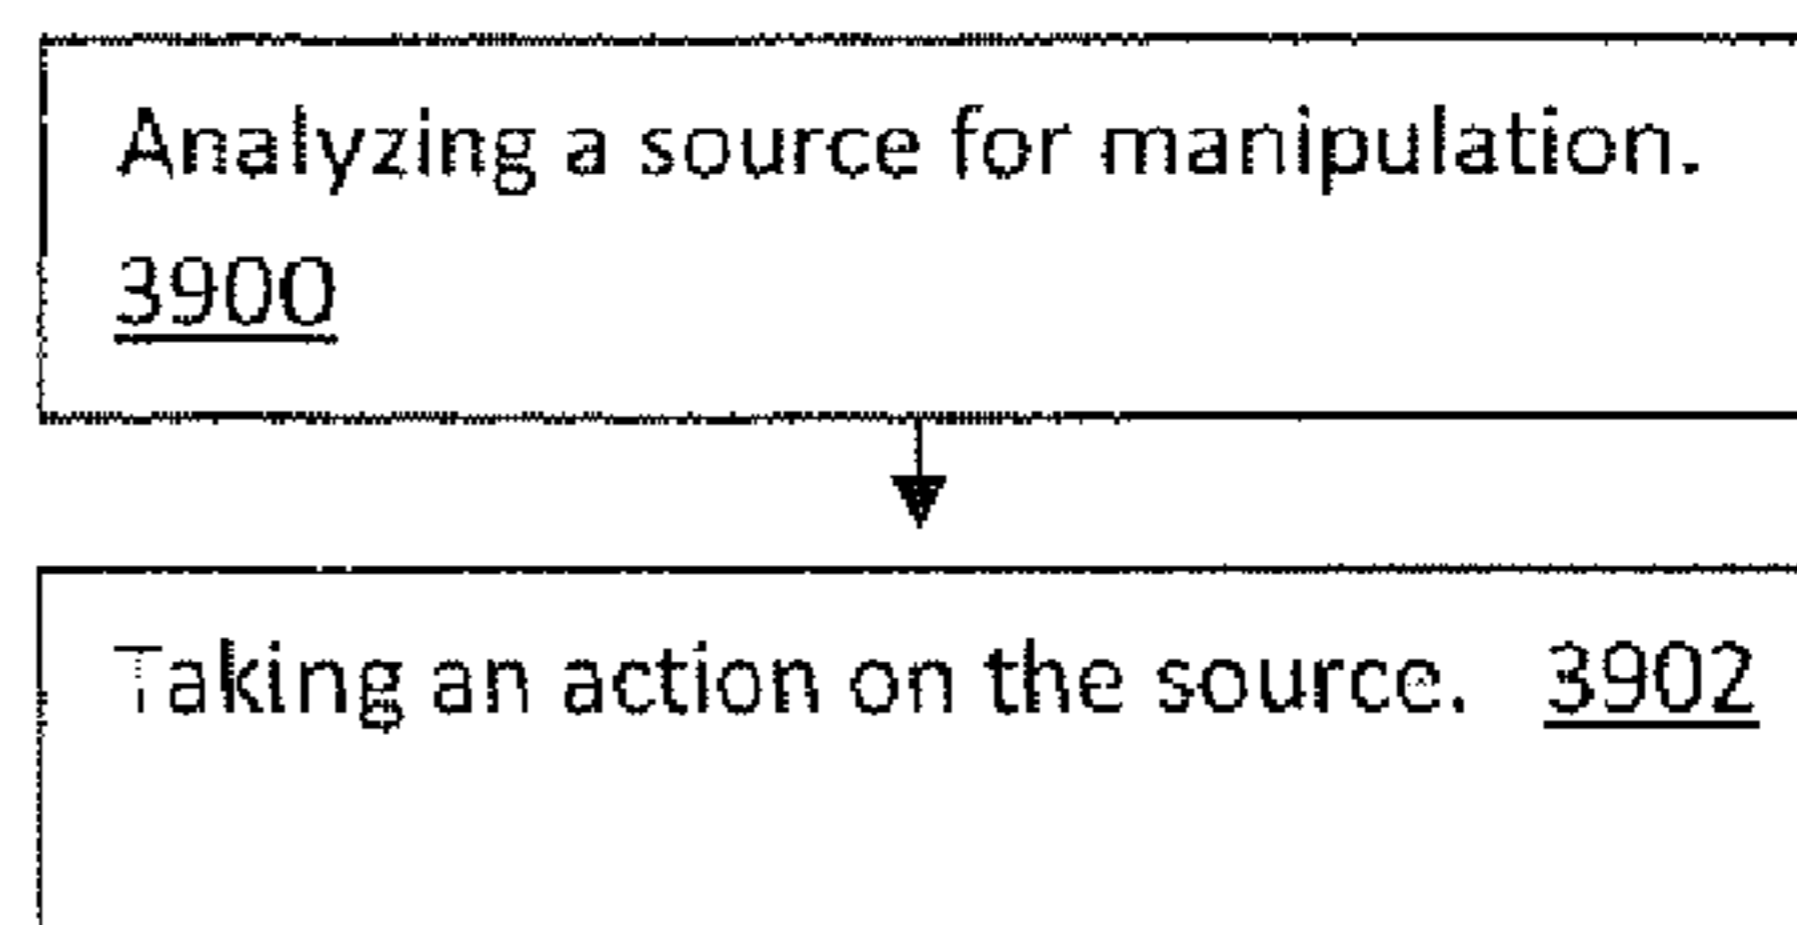 Analyzing a source for manipulation.
3900
Taking an action on the source. 3902